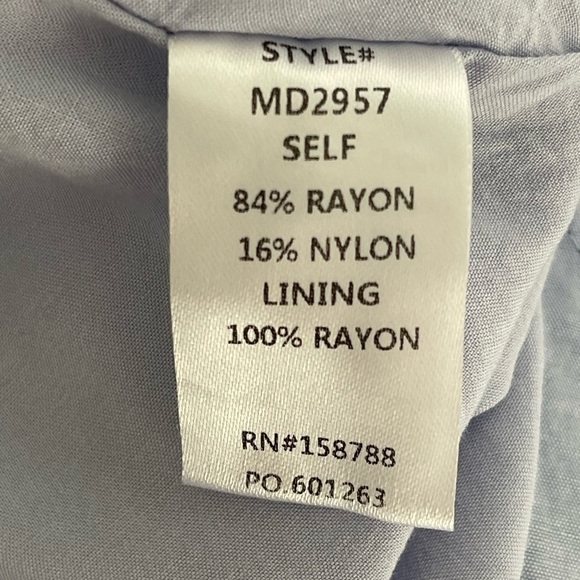 STYLE#
MD2957
SELF
84% RAYON
16% NYLON
LINING
100% RAYON
RN#158788
PO.601263